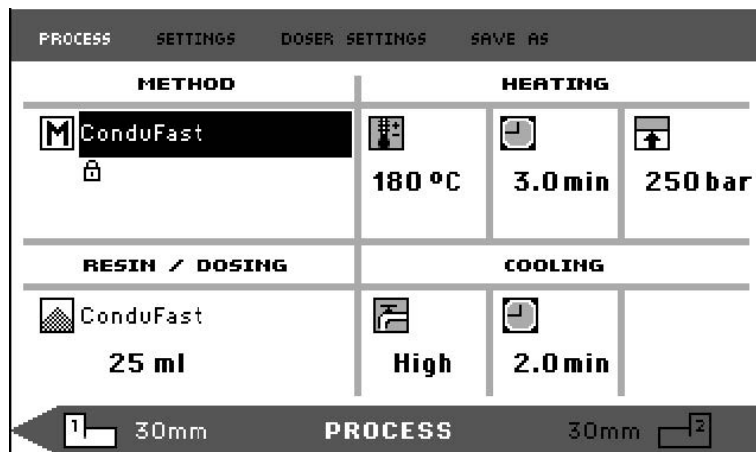 PROCESS SETTINGS DOSER SETTINGS SAVE AS
METHOD HEATING
M ConduFast
180 ºC 3.0 min 250 bar
RESIN / DOSING COOLING
ConduFast
25 ml High 2.0 min
1 30mm PROCESS 30mm 2